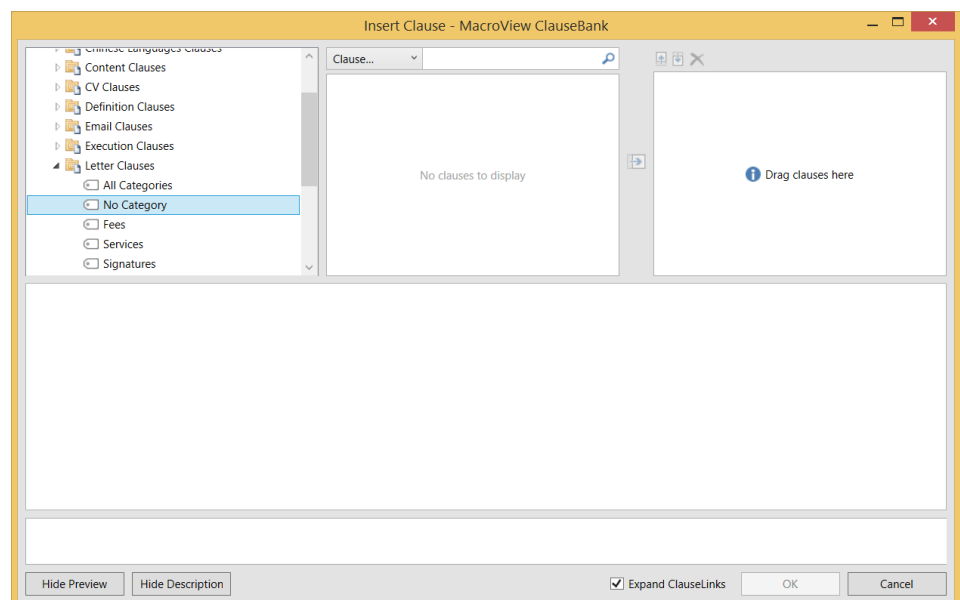 Insert Clause - MacroView ClauseBank
Chinese Languages Clauses
Content Clauses
CV Clauses
Definition Clauses
Email Clauses
Execution Clauses
Letter Clauses
All Categories
No Category
Fees
Services
Signatures
Clause...
No clauses to display
Drag clauses here
Hide Preview
Hide Description
Expand ClauseLinks
OK
Cancel